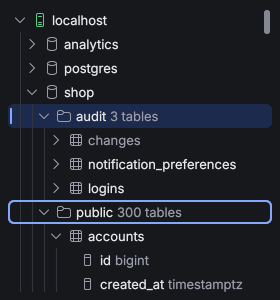 localhost
analytics
postgres
shop
audit 3 tables
changes
notification_preferences
logins
public 300 tables
accounts
id bigint
created_at timestamptz